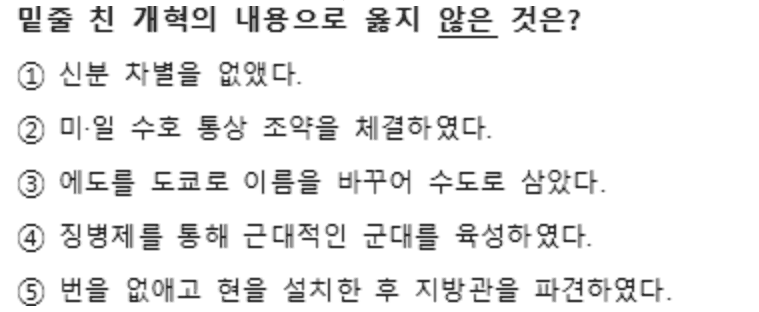 밑줄 친 개혁의 내용으로 옳지 않은 것은?
① 신분 차별을 없앴다.
② 미·일 수호 통상 조약을 체결하였다.
③ 에도를 도쿄로 이름을 바꾸어 수도로 삼았다.
④ 징병제를 통해 근대적인 군대를 육성하였다.
⑤ 번을 없애고 현을 설치한 후 지방관을 파견하였다.